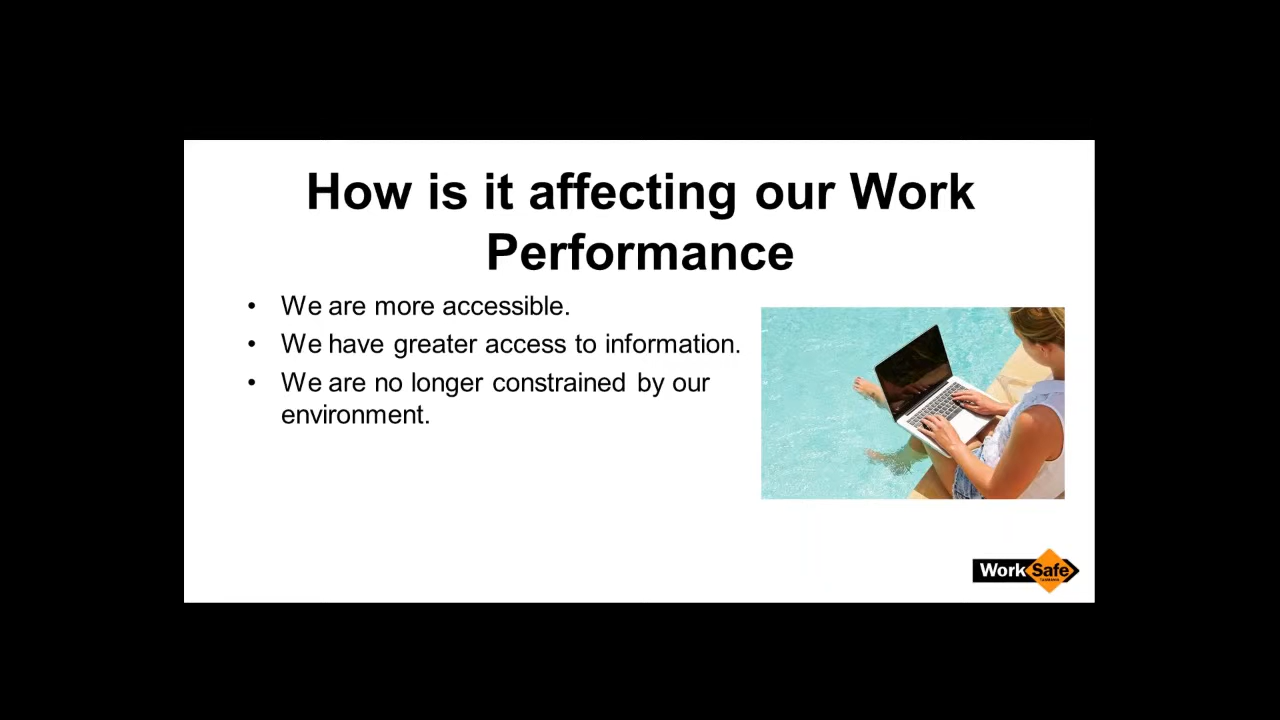 How is it affecting our Work
Performance
• We are more accessible.
• We have greater access to information.
• We are no longer constrained by our
environment.
WorkSafe
TASMANIA